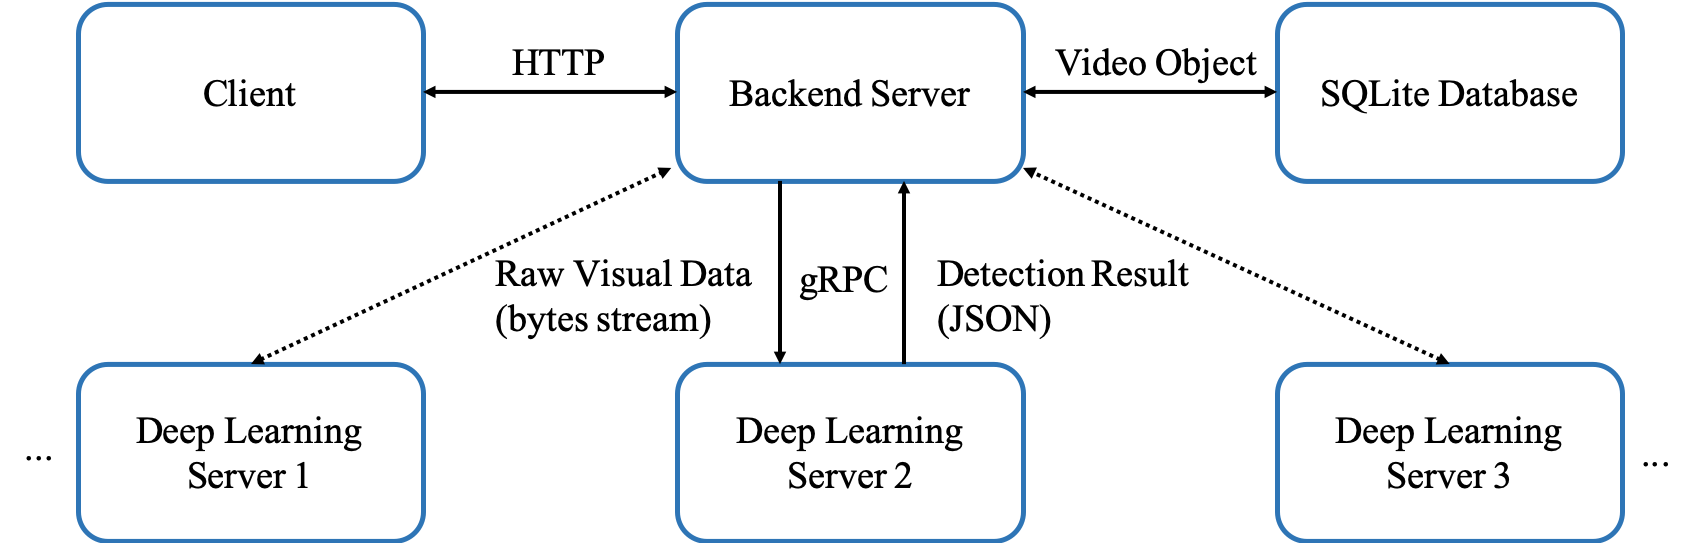 Client
HTTP
Backend Server
Video Object
SQLite Database
Raw Visual Data
(bytes stream)
gRPC
Detection Result
(JSON)
...
Deep Learning
Server 1
Deep Learning
Server 2
Deep Learning
Server 3
...